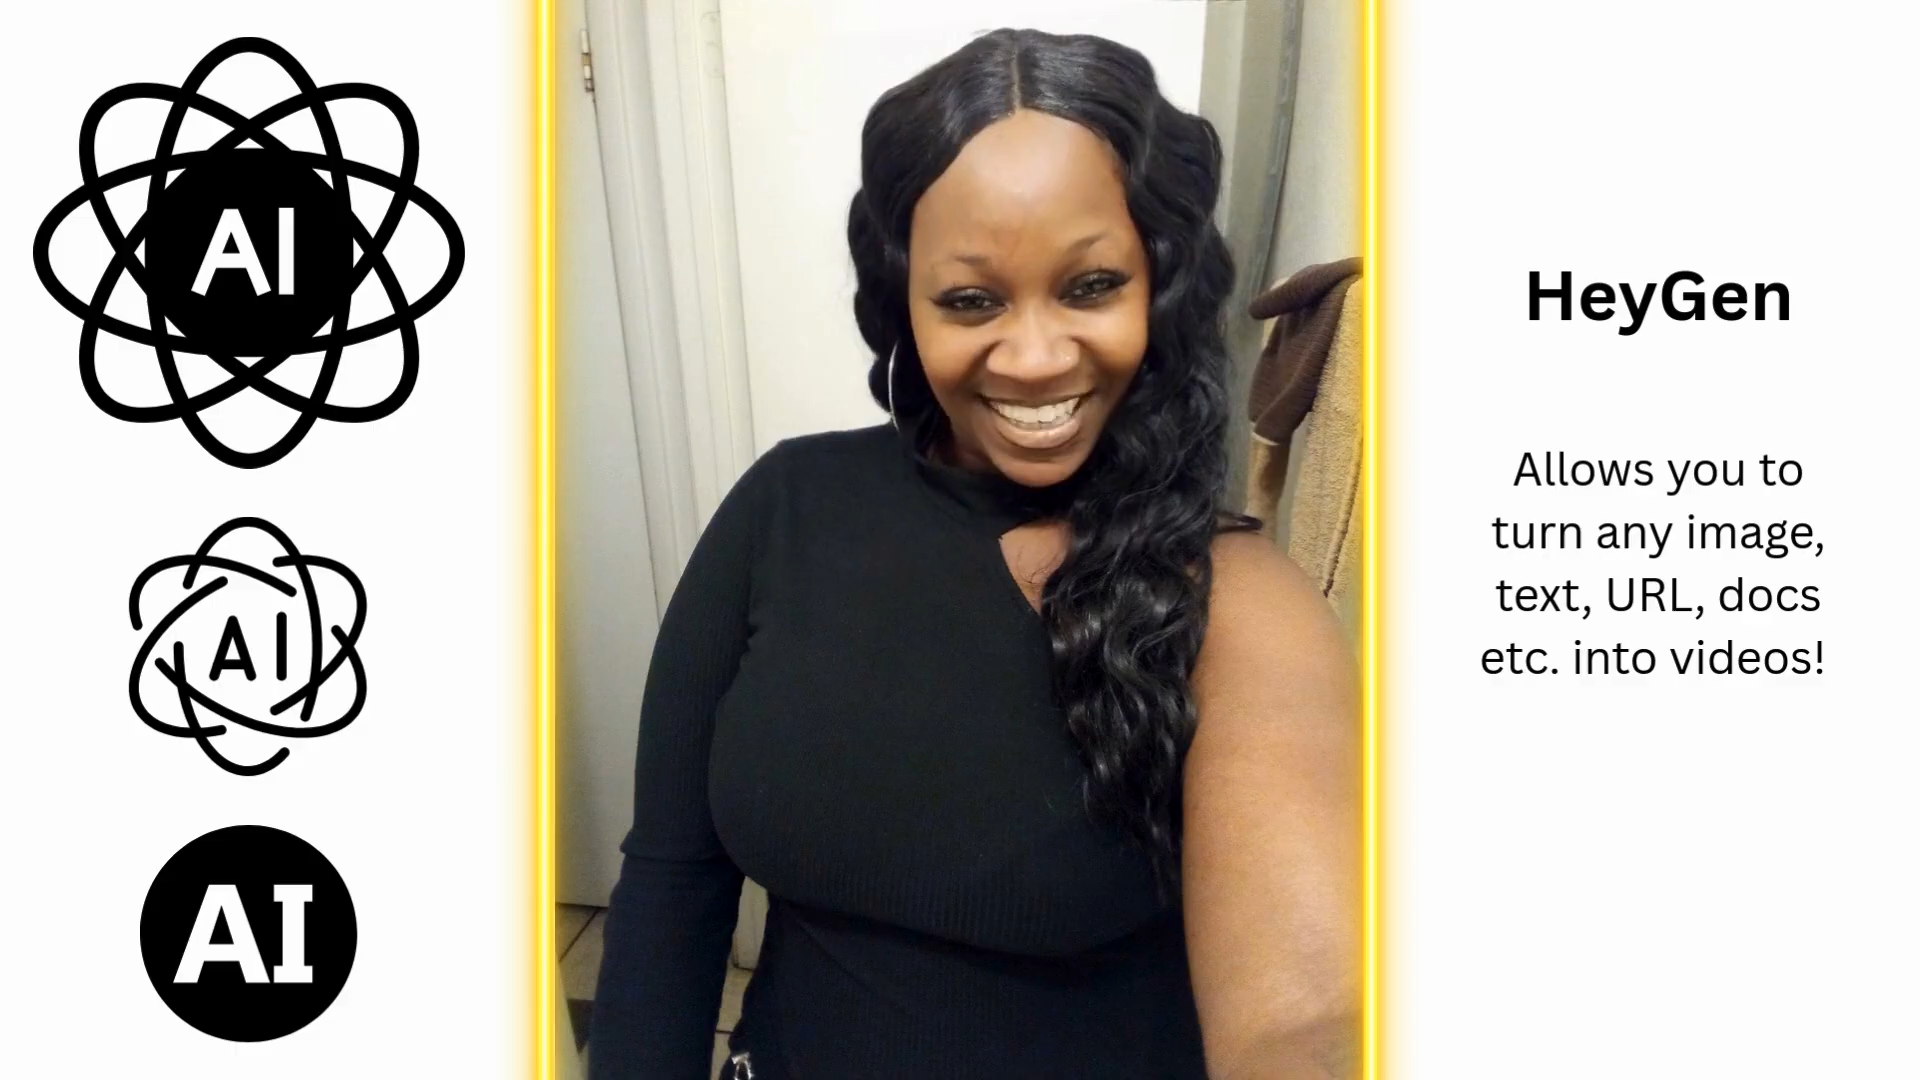 AI
AI
AI
HeyGen
Allows you to
turn any image,
text, URL, docs
etc. into videos!